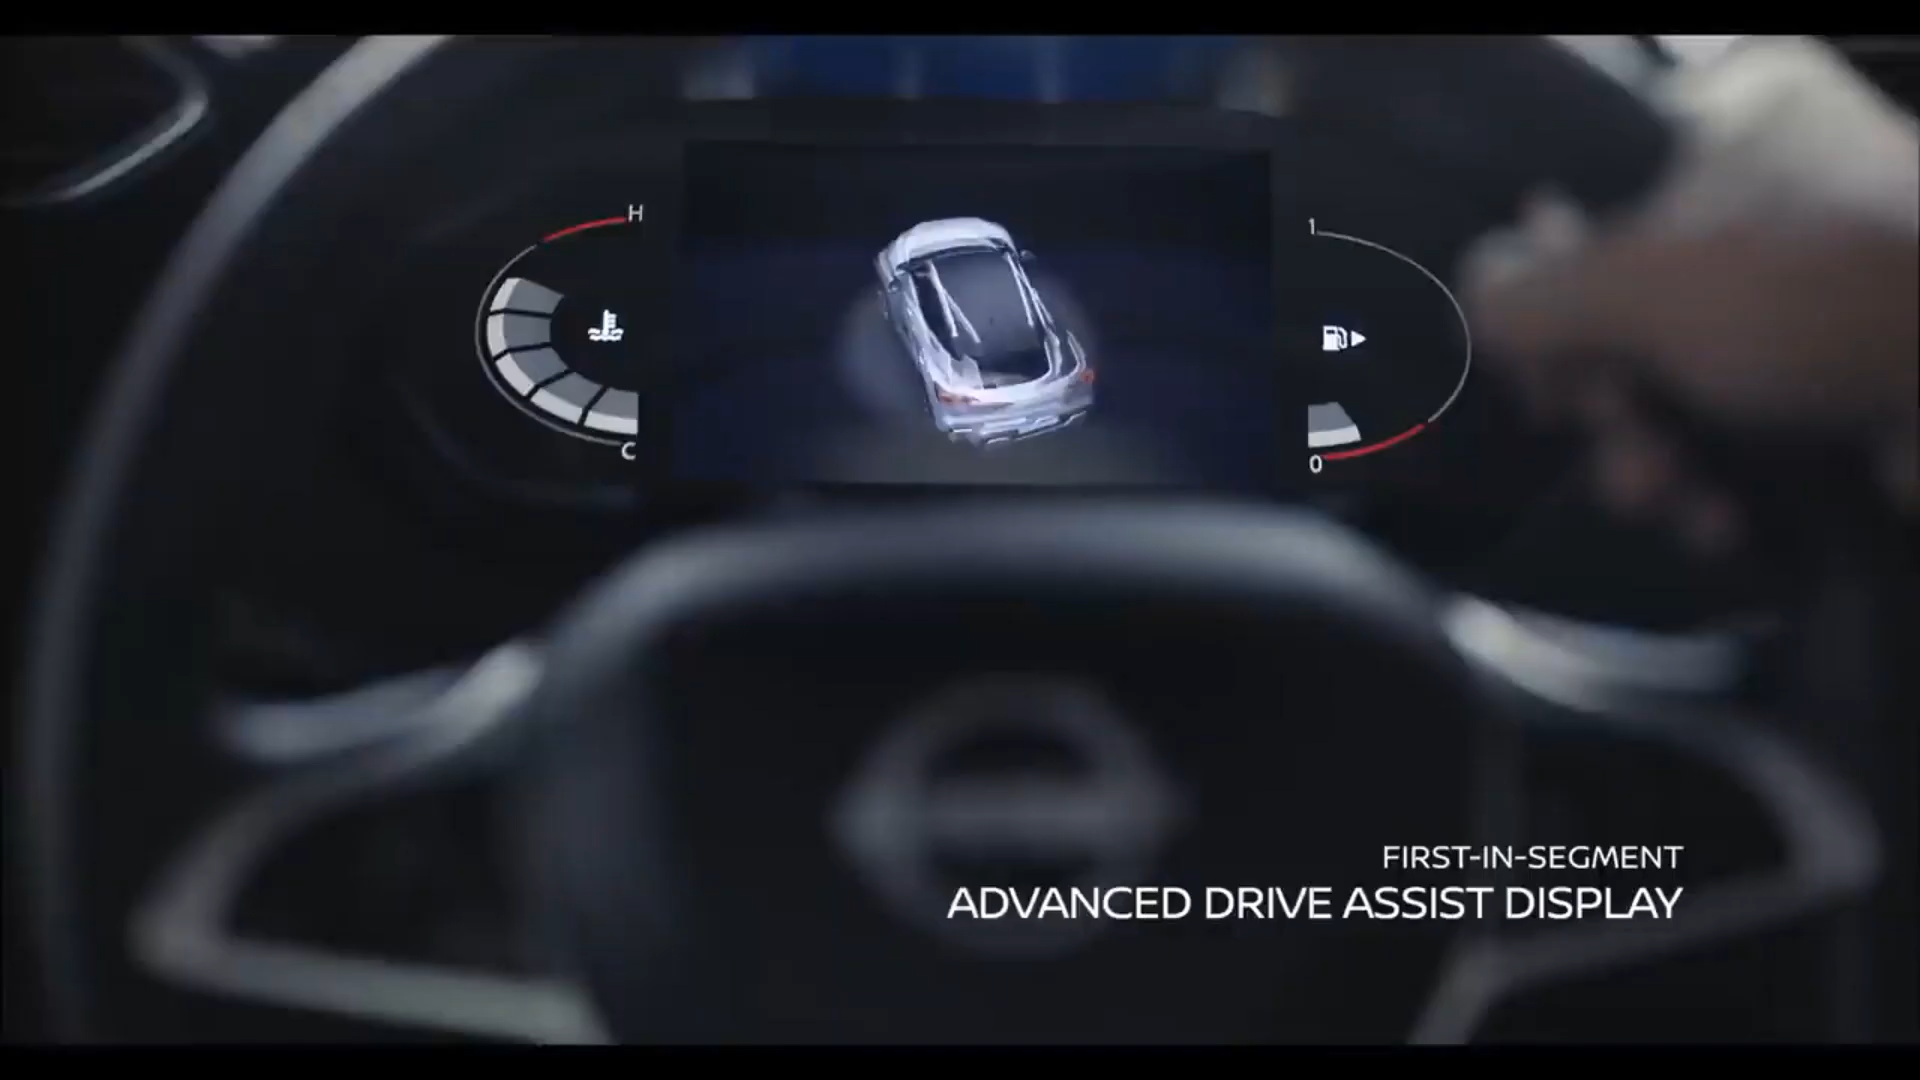 H
1
C
0
FIRST-IN-SEGMENT
ADVANCED DRIVE ASSIST DISPLAY